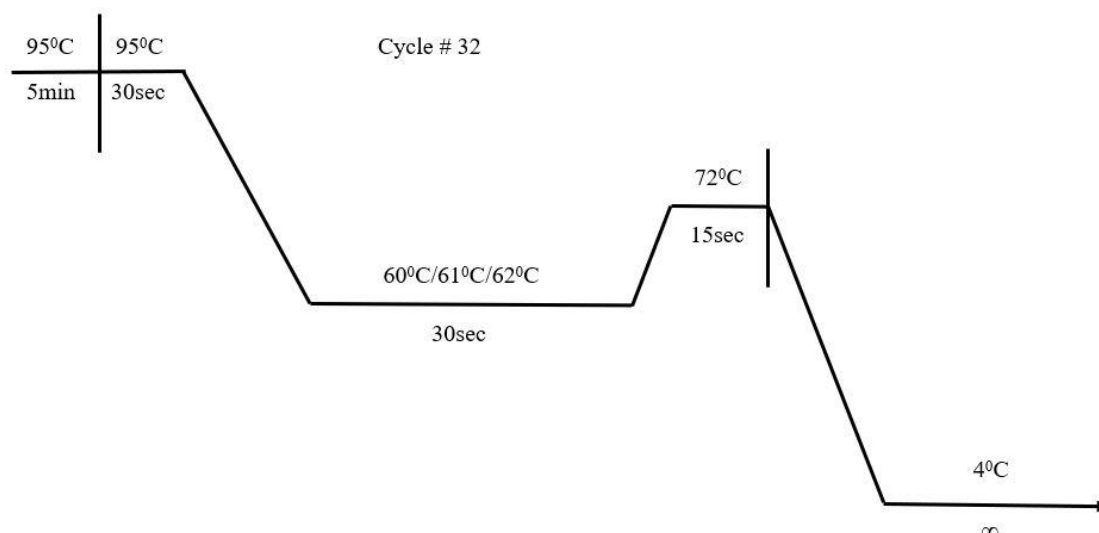 95⁰C
95⁰C
Cycle # 32
5min
30sec
72⁰C
15sec
60⁰C/61⁰C/62⁰C
30sec
4⁰C
∞